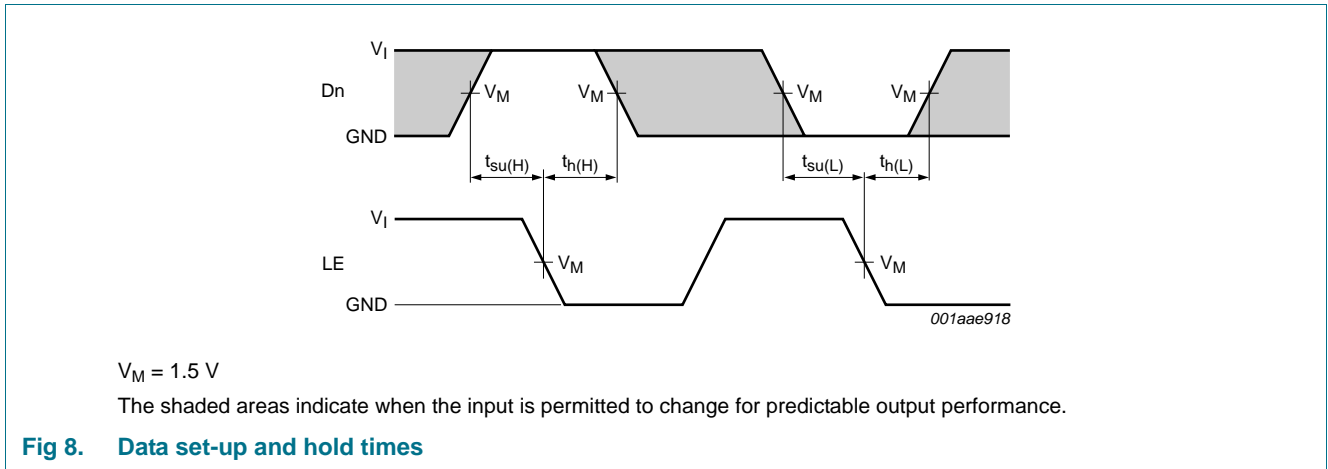 VI
Dn
VM VM VM VM
GND
tsu(H) th(H) tsu(L) th(L)
VI
LE
VM VM
GND
001aae918
VM = 1.5 V
The shaded areas indicate when the input is permitted to change for predictable output performance.
Fig 8. Data set-up and hold times